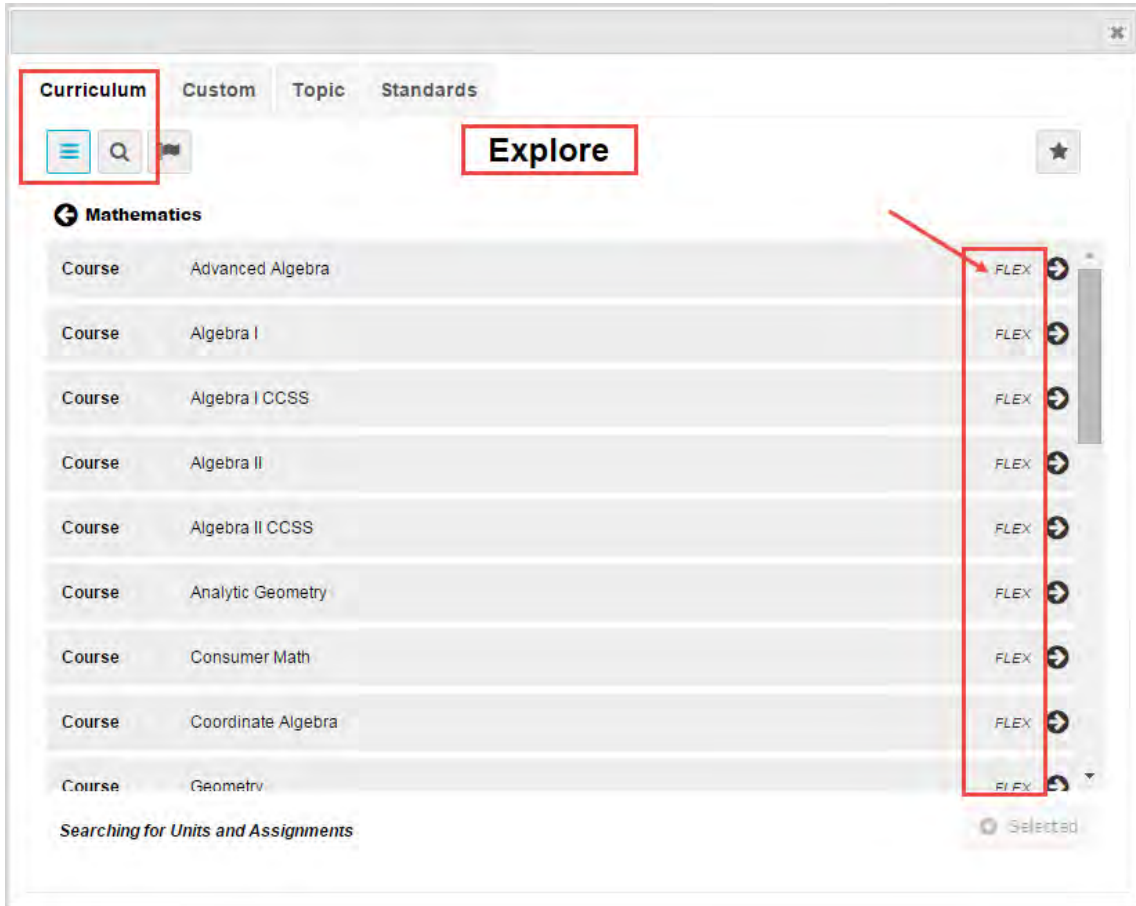 Curriculum Custom Topic Standards
Explore
Mathematics
Course Advanced Algebra FLEX
Course Algebra I FLEX
Course Algebra I CCSS FLEX
Course Algebra II FLEX
Course Algebra II CCSS FLEX
Course Analytic Geometry FLEX
Course Consumer Math FLEX
Course Coordinate Algebra FLEX
Course Geometry FLEX
Searching for Units and Assignments Selected